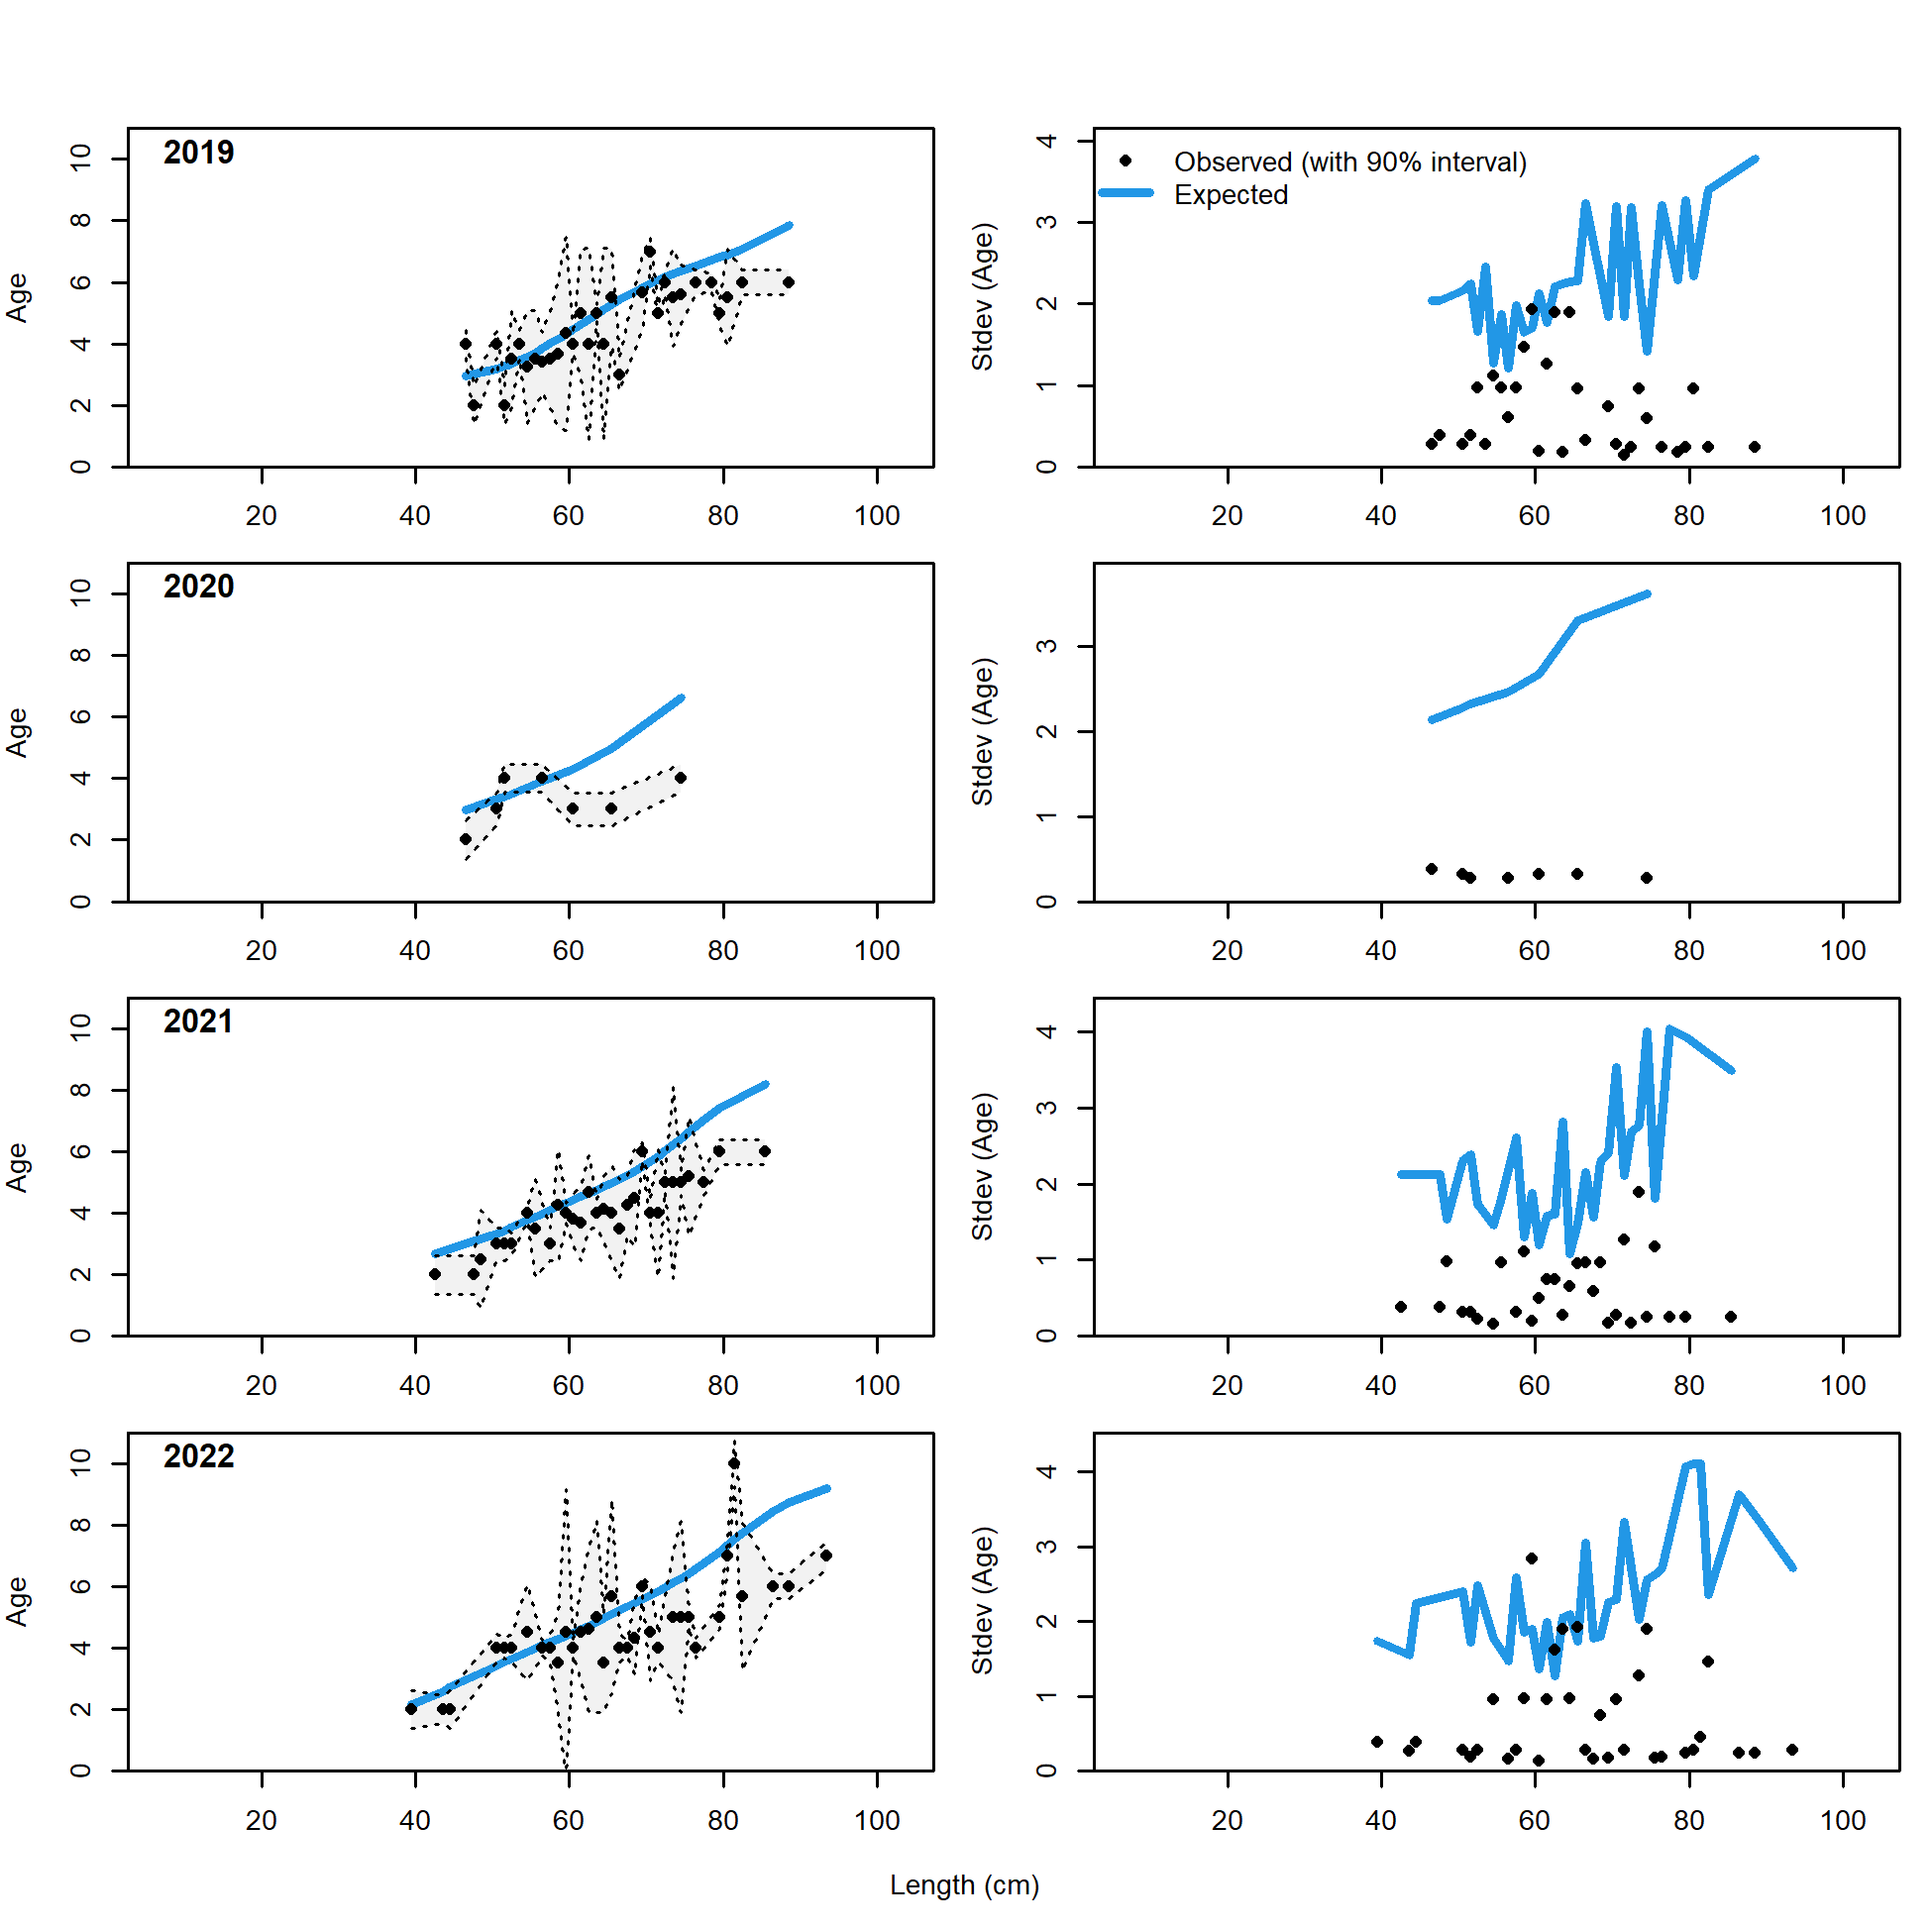 2019
Age
0 2 4 6 8 10
20 40 60 80 100
Observed (with 90% interval)
Expected
Stdev (Age)
0 1 2 3 4
20 40 60 80 100
2020
Age
0 2 4 6 8 10
20 40 60 80 100
Stdev (Age)
0 1 2 3
20 40 60 80 100
2021
Age
0 2 4 6 8 10
20 40 60 80 100
Stdev (Age)
0 1 2 3 4
20 40 60 80 100
2022
Age
0 2 4 6 8 10
20 40 60 80 100
Stdev (Age)
0 1 2 3 4
20 40 60 80 100
Length (cm)